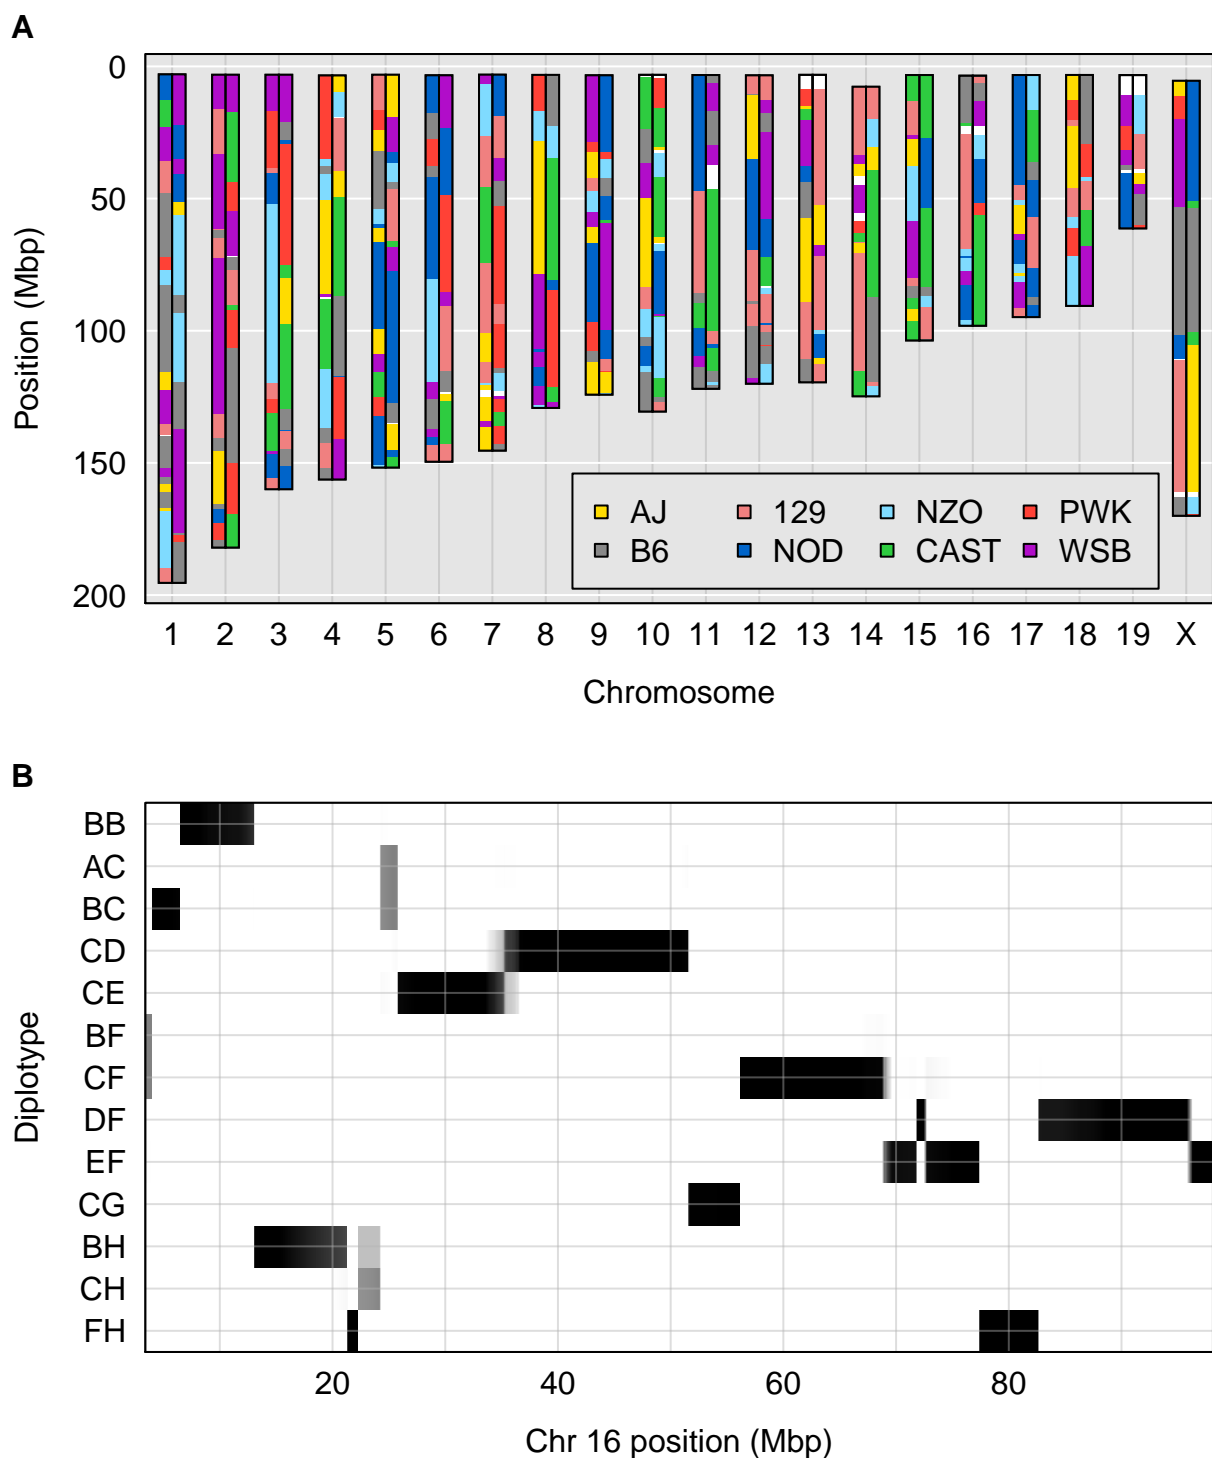 A
0
50
100
150
200
Position (Mbp)
AJ 129 NZO PWK
B6 NOD CAST WSB
1 2 3 4 5 6 7 8 9 10 11 12 13 14 15 16 17 18 19 X
Chromosome
B
BB
AC
BC
CD
CE
BF
CF
DF
EF
CG
BH
CH
FH
Diplotype
20 40 60 80
Chr 16 position (Mbp)